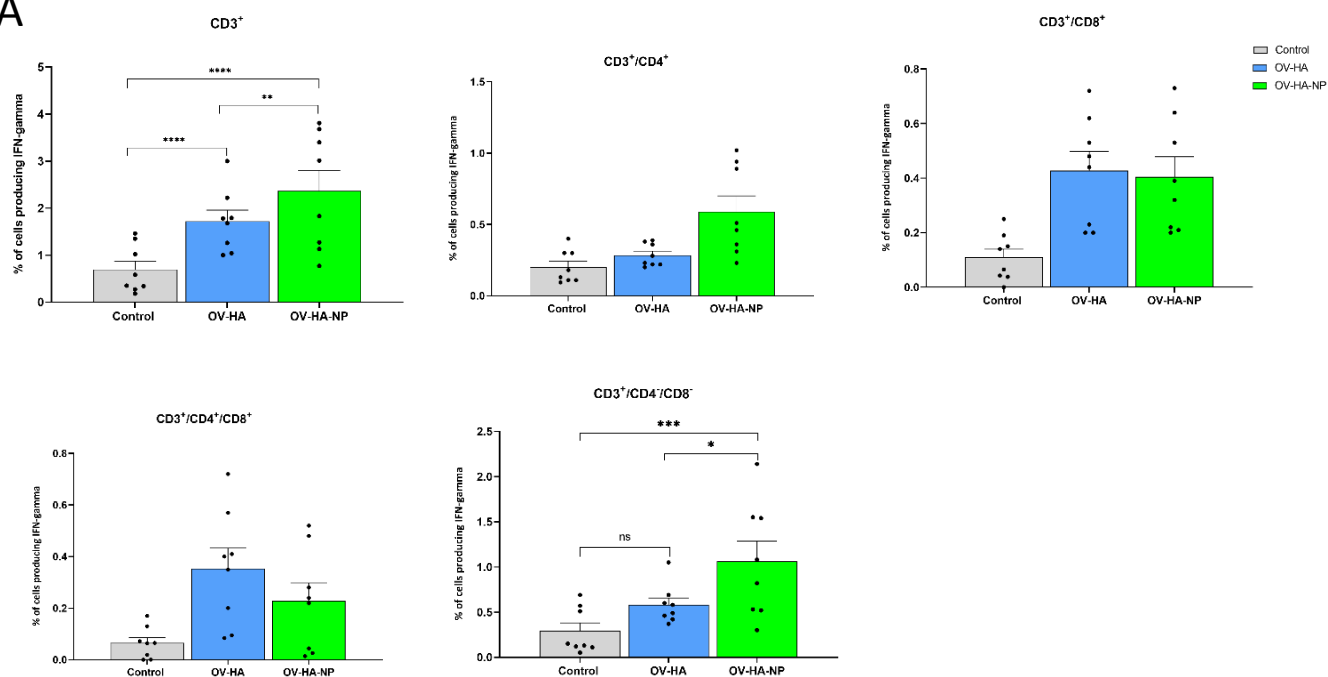 A
CD3+
% of cells producing IFN-gamma
5
4
3
2
1
0
****
**
****
Control
OV-HA
OV-HA-NP
CD3+/CD4+
% of cells producing IFN-gamma
1.5
1.0
0.5
0.0
Control
OV-HA
OV-HA-NP
CD3+/CD8+
% of cells producing IFN-gamma
0.8
0.6
0.4
0.2
0.0
Control
OV-HA
OV-HA-NP
Control
OV-HA
OV-HA-NP
CD3+/CD4+/CD8+
% of cells producing IFN-gamma
0.8
0.6
0.4
0.2
0.0
Control
OV-HA
OV-HA-NP
CD3+/CD4-/CD8-
% of cells producing IFN-gamma
2.5
2.0
1.5
1.0
0.5
0.0
***
*
ns
Control
OV-HA
OV-HA-NP